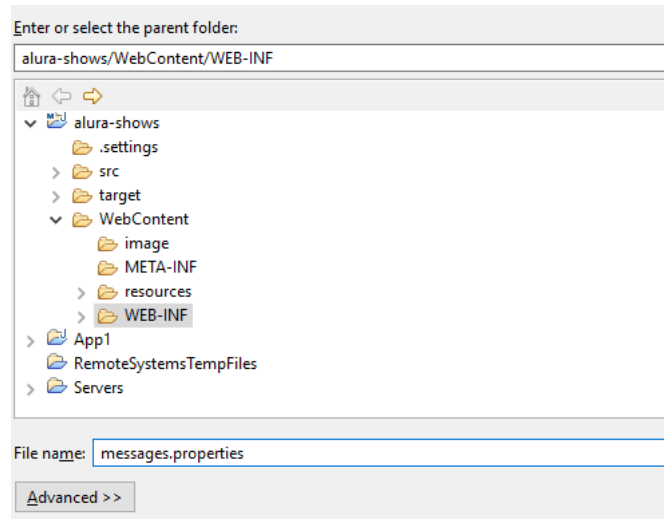 Enter or select the parent folder:
alura-shows/WebContent/WEB-INF
alura-shows
.settings
src
target
WebContent
image
META-INF
resources
WEB-INF
App1
RemoteSystemsTempFiles
Servers
File name: messages.properties
Advanced >>